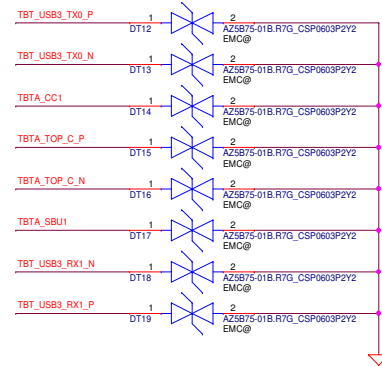 TBT_USB3_TX0_P 1 2
DT12 AZ5B75-01B.R7G_CSP0603P2Y2
EMC@
TBT_USB3_TX0_N 1 2
DT13 AZ5B75-01B.R7G_CSP0603P2Y2
EMC@
TBTA_CC1 1 2
DT14 AZ5B75-01B.R7G_CSP0603P2Y2
EMC@
TBTA_TOP_C_P 1 2
DT15 AZ5B75-01B.R7G_CSP0603P2Y2
EMC@
TBTA_TOP_C_N 1 2
DT16 AZ5B75-01B.R7G_CSP0603P2Y2
EMC@
TBTA_SBU1 1 2
DT17 AZ5B75-01B.R7G_CSP0603P2Y2
EMC@
TBT_USB3_RX1_N 1 2
DT18 AZ5B75-01B.R7G_CSP0603P2Y2
EMC@
TBT_USB3_RX1_P 1 2
DT19 AZ5B75-01B.R7G_CSP0603P2Y2
EMC@